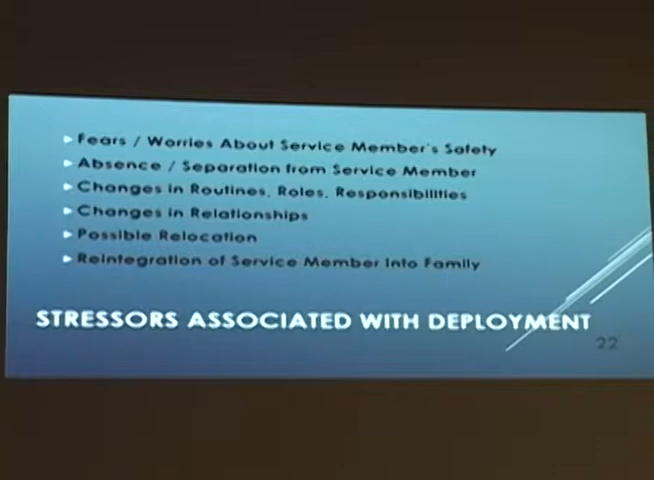 Fears / Worries About Service Member's Safety
Absence / Separation from Service Member
Changes in Routines, Roles, Responsibilities
Changes in Relationships
Possible Relocation
Reintegration of Service Member Into Family
STRESSORS ASSOCIATED WITH DEPLOYMENT
22